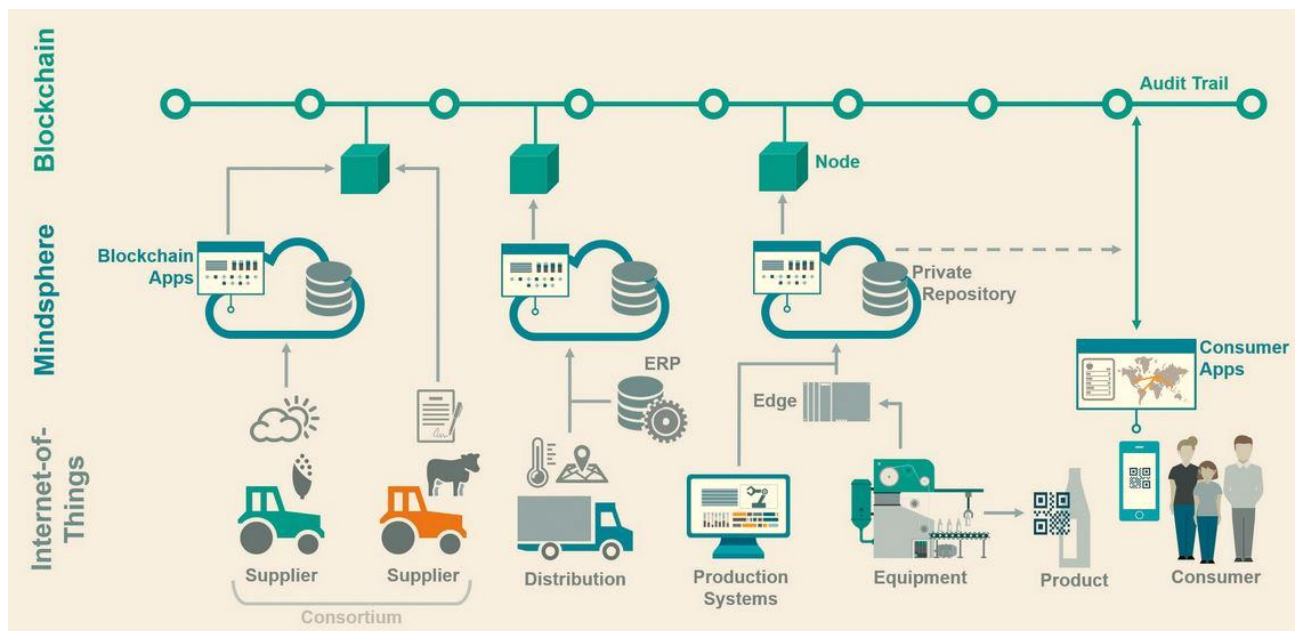 Blockchain
Audit Trail
Node
Mindsphere
Blockchain
Apps
Private
Repository
Consumer
Apps
ERP
Edge
Internet-of-
Things
Supplier
Supplier
Distribution
Production
Systems
Equipment
Product
Consumer
Consortium